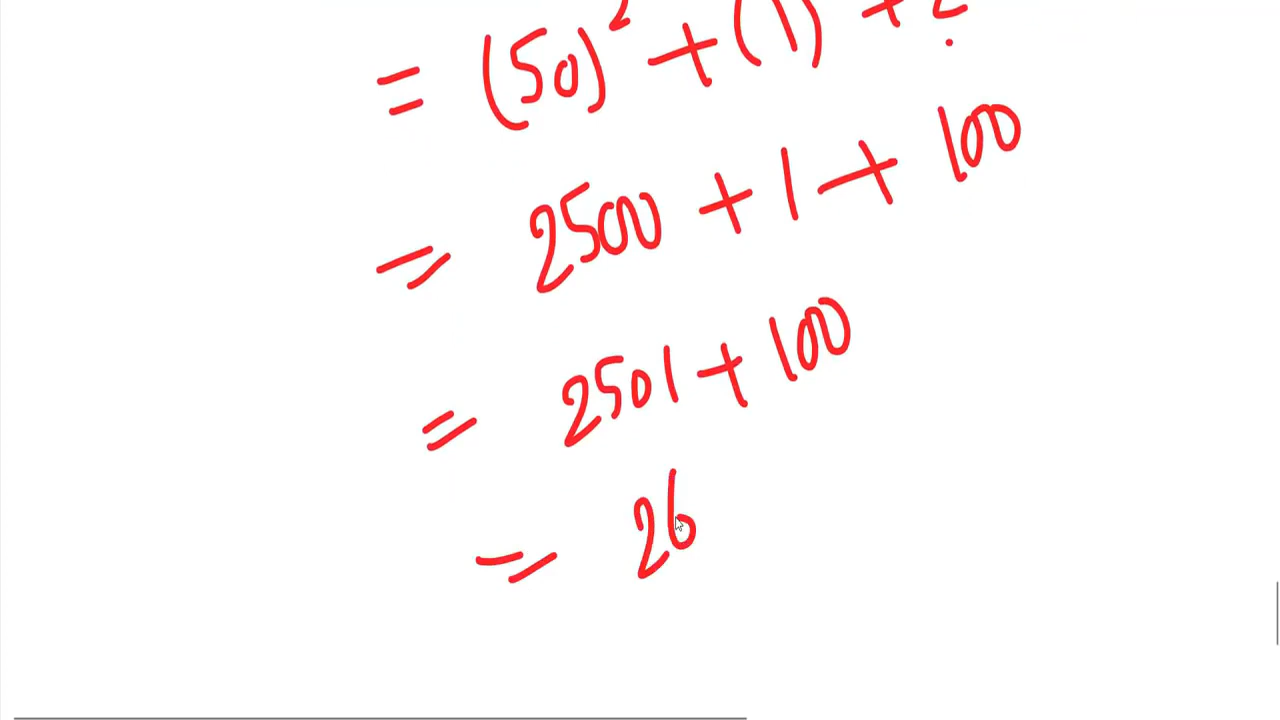 = (50)² + (1) + 2
= 2500 + 1 + 100
= 2501 + 100
= 26